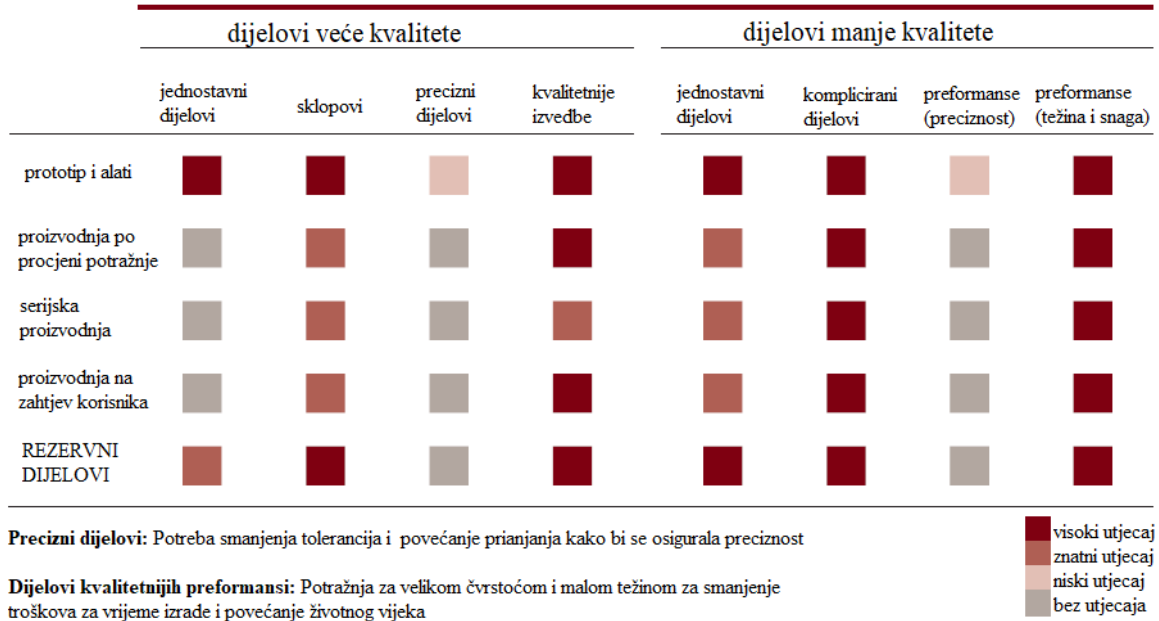 dijelovi veće kvalitete
dijelovi manje kvalitete
jednostavni
dijelovi
sklopovi
precizni
dijelovi
kvalitetnije
izvedbe
jednostavni
dijelovi
komplicirani
dijelovi
preformanse
(preciznost)
preformanse
(težina i snaga)
prototip i alati
proizvodnja po
procjeni potražnje
serijska
proizvodnja
proizvodnja na
zahtjev korisnika
REZERVNI
DIJELOVI
Precizni dijelovi: Potreba smanjenja tolerancija i povećanje prianjanja kako bi se osigurala preciznost
Dijelovi kvalitetnijih preformansi: Potražnja za velikom čvrstoćom i malom težinom za smanjenje
troškova za vrijeme izrade i povećanje životnog vijeka
visoki utjecaj
znatni utjecaj
niski utjecaj
bez utjecaja